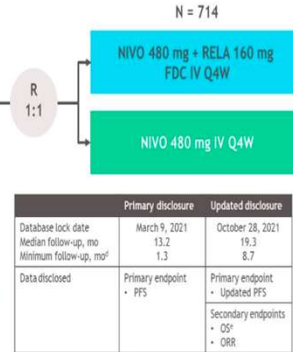 N = 714
NIVO 480 mg + RELA 160 mg
FDC IV Q4W
R
1:1
NIVO 480 mg IV Q4W
Primary disclosure Updated disclosure
Database lock date March 9, 2021 October 28, 2021
Median follow-up, mo 13.2 19.3
Minimum follow-up, mo^d 1.3 8.7
Data disclosed Primary endpoint Primary endpoint
• PFS • Updated PFS
Secondary endpoints
• OS^e
• ORR